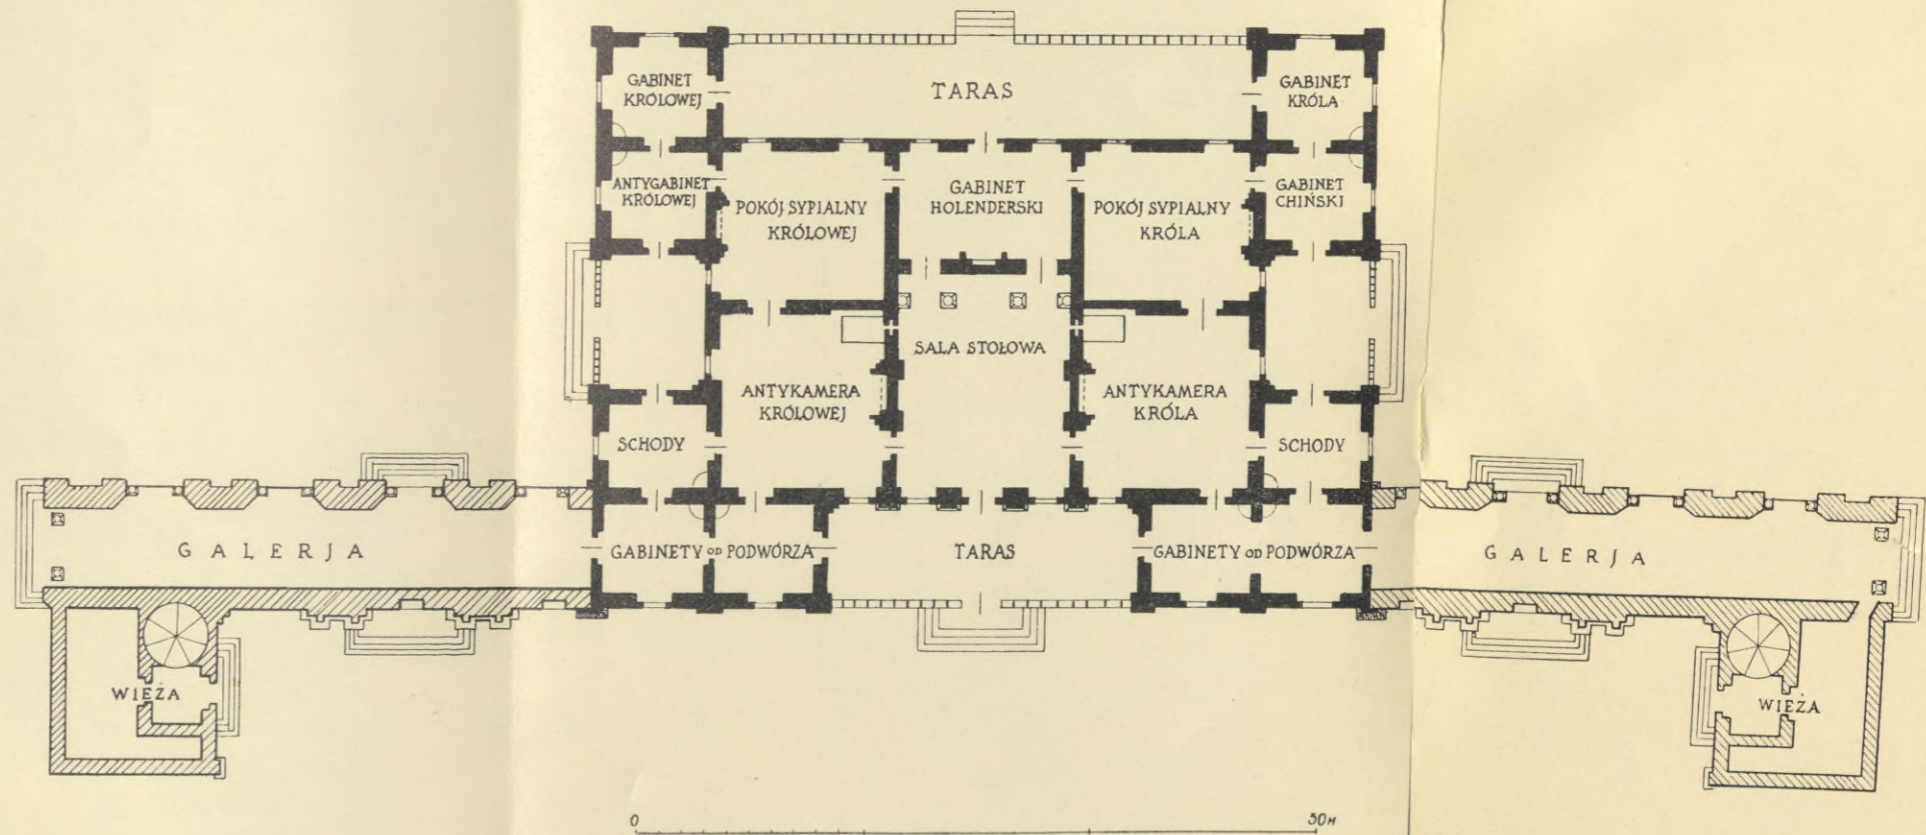 GABINET
KRÓLOWEJ
TARAS
GABINET
KRÓLA
ANTYGABINET
KRÓLOWEJ
POKÓJ SYPIALNY
KRÓLOWEJ
GABINET
HOLENDERSKI
POKÓJ SYPIALNY
KRÓLA
GABINET
CHIŃSKI
SALA STOŁOWA
ANTYKAMERA
KRÓLOWEJ
ANTYKAMERA
KRÓLA
SCHODY
SCHODY
GALERJA
GABINETY OD PODWÓRZA
TARAS
GABINETY OD PODWÓRZA
GALERJA
WIEŻA
WIEŻA
0 30M